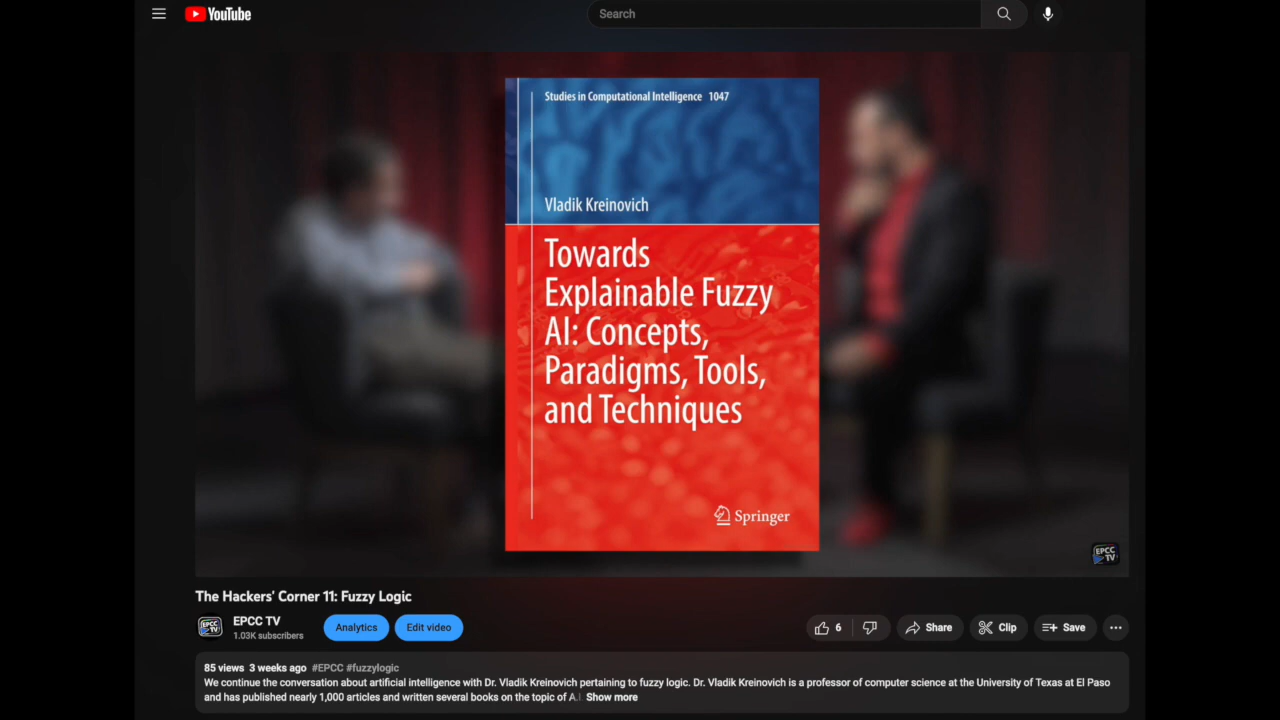 YouTube
Search
Studies in Computational Intelligence 1047
Vladik Kreinovich
Towards
Explainable Fuzzy
AI: Concepts,
Paradigms, Tools,
and Techniques
Springer
EPCC
TV
The Hackers' Corner 11: Fuzzy Logic
EPCC
TV
EPCC TV
1.03K subscribers
Analytics
Edit video
6
Share
Clip
Save
85 views 3 weeks ago #EPCC #fuzzylogic
We continue the conversation about artificial intelligence with Dr. Vladik Kreinovich pertaining to fuzzy logic. Dr. Vladik Kreinovich is a professor of computer science at the University of Texas at El Paso
and has published nearly 1,000 articles and written several books on the topic of A.I Show more